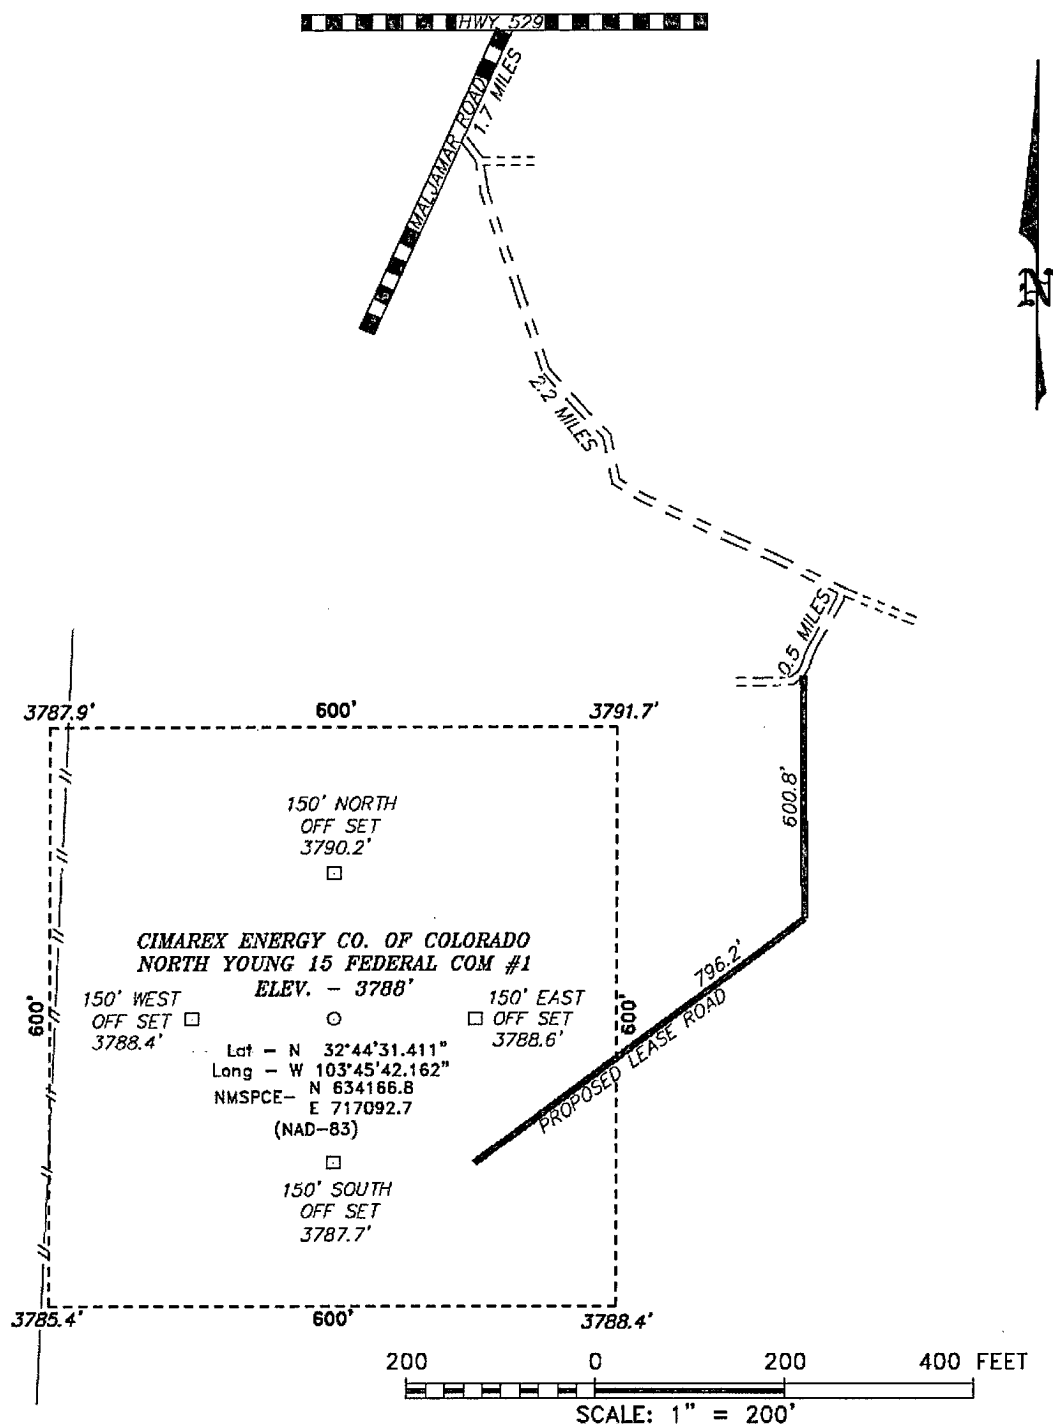 HWY 529
MALJAMAR ROAD
1.7 MILES
N
2.2 MILES
0.5 MILES
3787.9'
600'
3791.7'
600.8'
150' NORTH
OFF SET
3790.2'
CIMAREX ENERGY CO. OF COLORADO
NORTH YOUNG 15 FEDERAL COM #1
ELEV. - 3788'
796.2'
600'
150' WEST
OFF SET
3788.4'
150' EAST
OFF SET
3788.6'
600'
PROPOSED LEASE ROAD
Lat - N 32°44'31.411"
Long - W 103°45'42.162"
NMSPCE- N 634166.8
E 717092.7
(NAD-83)
150' SOUTH
OFF SET
3787.7'
3785.4'
600'
3788.4'
200 0 200 400 FEET
SCALE: 1" = 200'